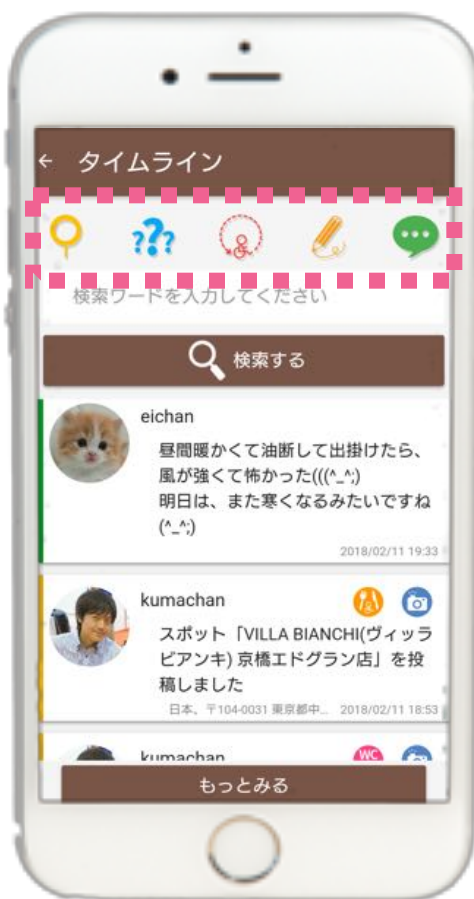 ← タイムライン
???
検索ワードを入力してください
検索する
eichan
昼間暖かくて油断して出掛けたら、
風が強くて怖かった(((^_^;)
明日は、また寒くなるみたいですね
(^_^;)
2018/02/11 19:33
kumachan
スポット「VILLA BIANCHI(ヴィッラ
ビアンキ) 京橋エドグラン店」を投
稿しました
日本、〒104-0031 東京都中... 2018/02/11 18:53
kumachan
WC
もっとみる